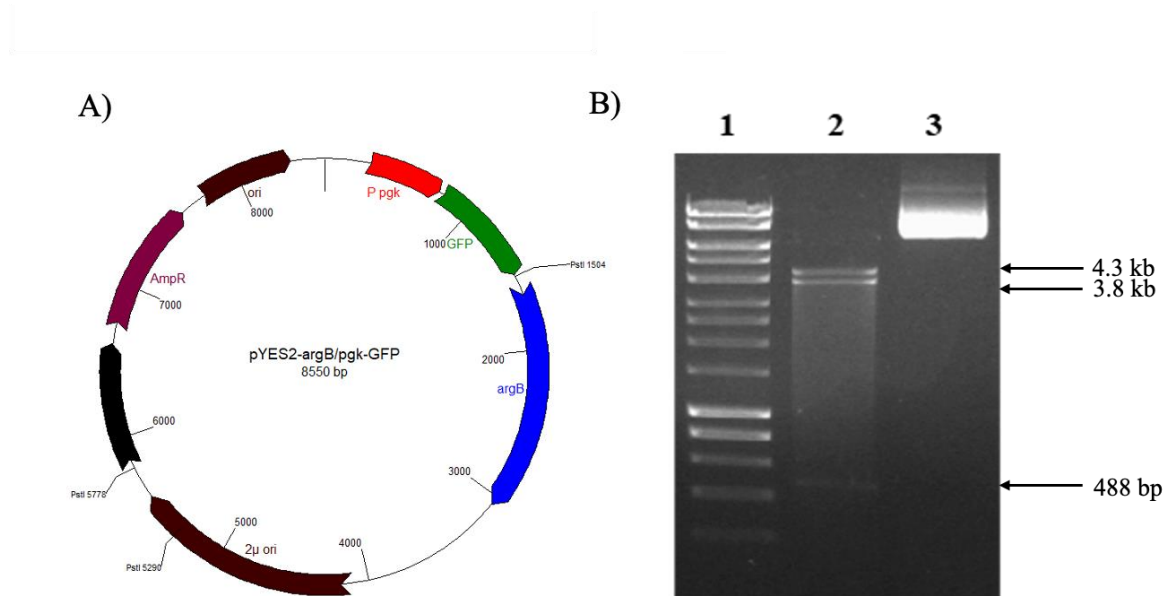 A)
B)
1 2 3
ori
8000
P pgk
1000
GFP
PstI 1504
AmpR
7000
pYES2-argB/pgk-GFP
8550 bp
2000
argB
4.3 kb
3.8 kb
6000
PstI 5778
3000
5000
2µ ori
4000
PstI 5290
488 bp